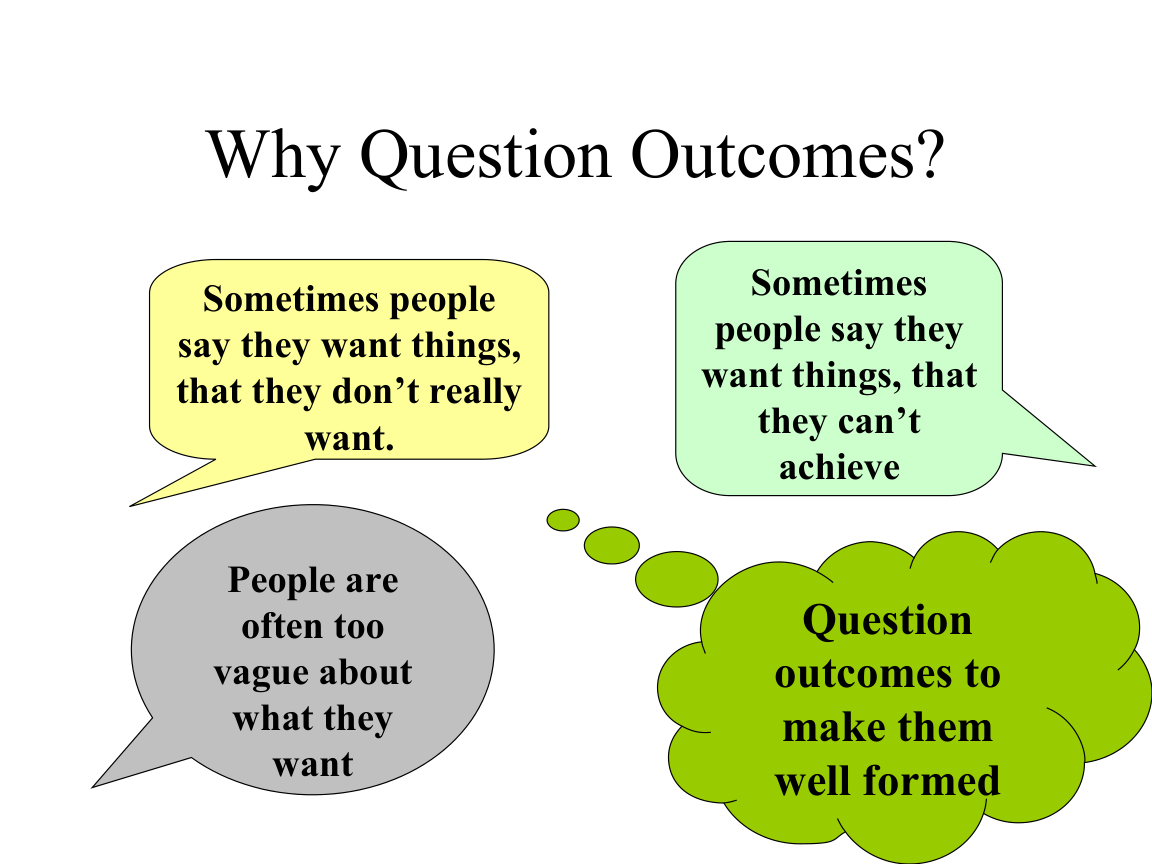 Why Question Outcomes?
Sometimes people
say they want things,
that they don’t really
want.
Sometimes
people say they
want things, that
they can’t
achieve
People are
often too
vague about
what they
want
Question
outcomes to
make them
well formed